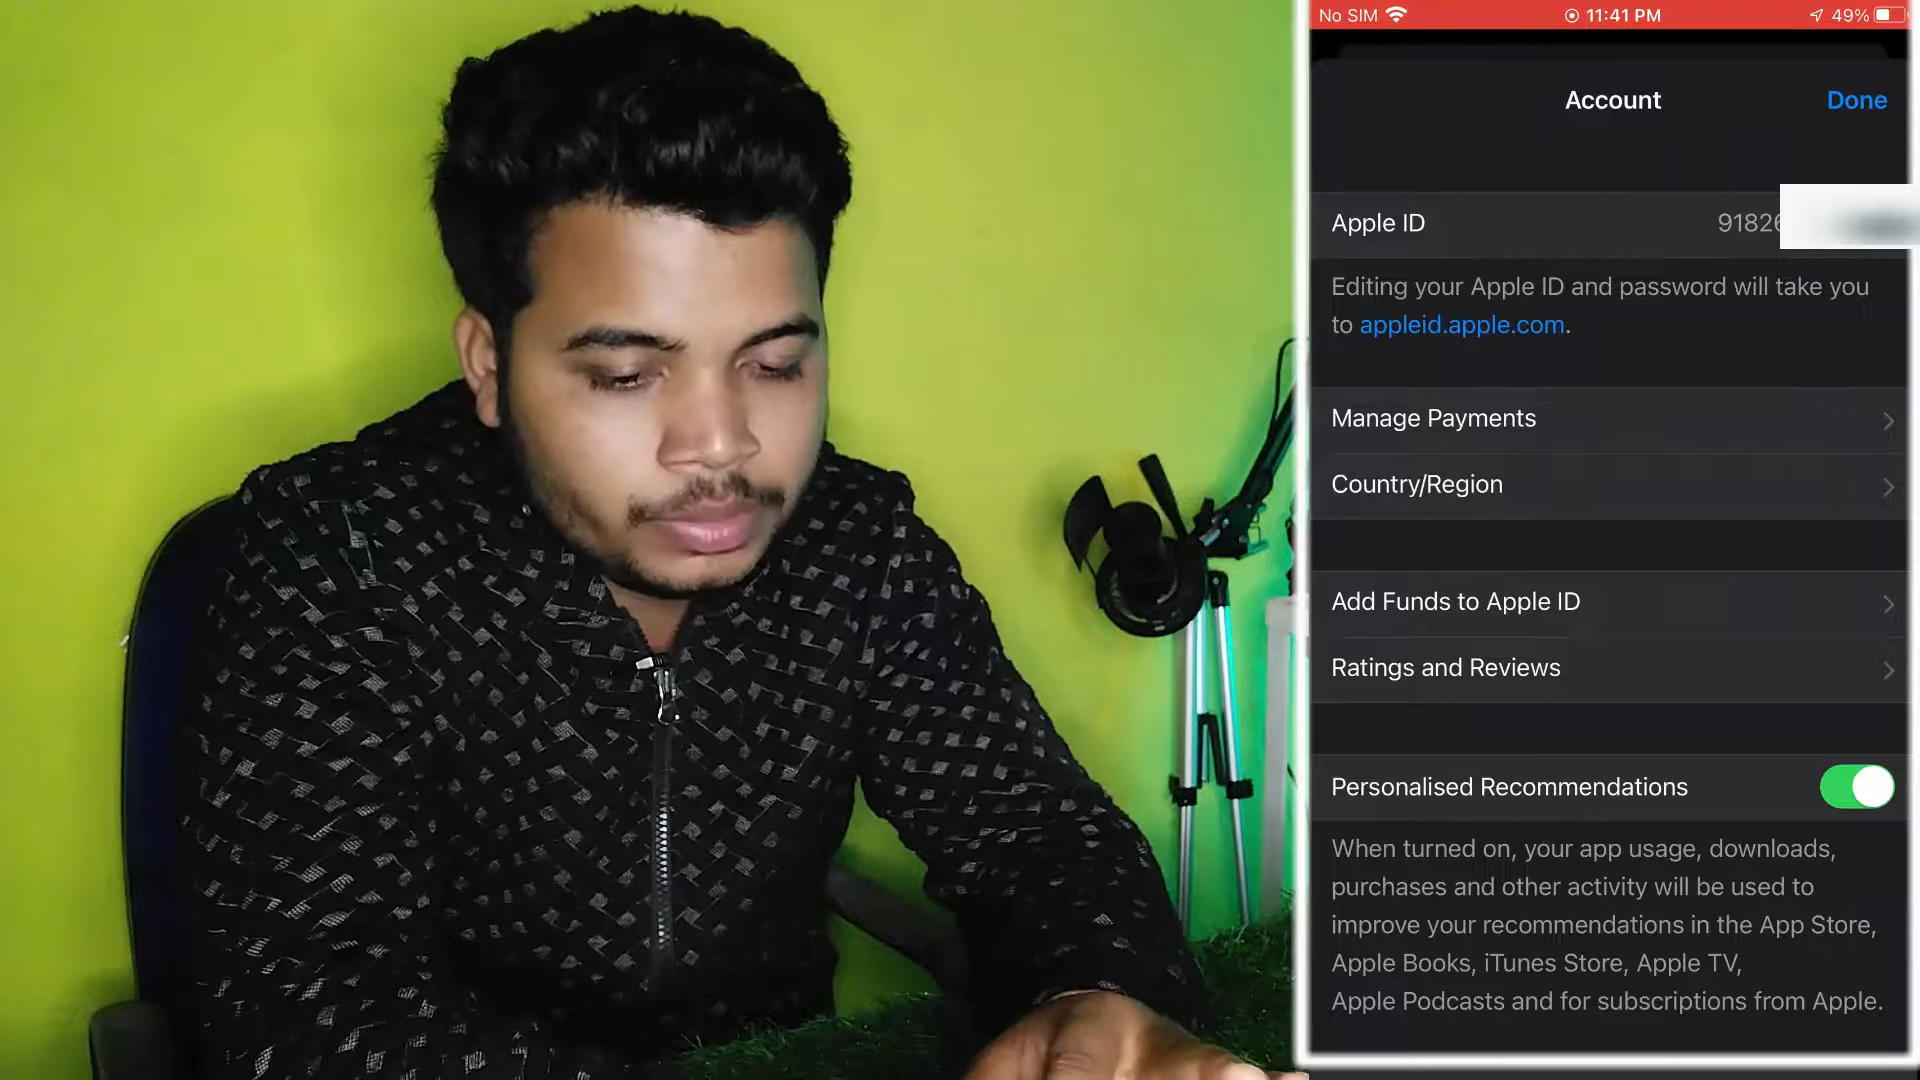 No SIM
11:41 PM
49%
Account
Done
Apple ID
9182
Editing your Apple ID and password will take you
to appleid.apple.com.
Manage Payments
Country/Region
Add Funds to Apple ID
Ratings and Reviews
Personalised Recommendations
When turned on, your app usage, downloads,
purchases and other activity will be used to
improve your recommendations in the App Store,
Apple Books, iTunes Store, Apple TV,
Apple Podcasts and for subscriptions from Apple.